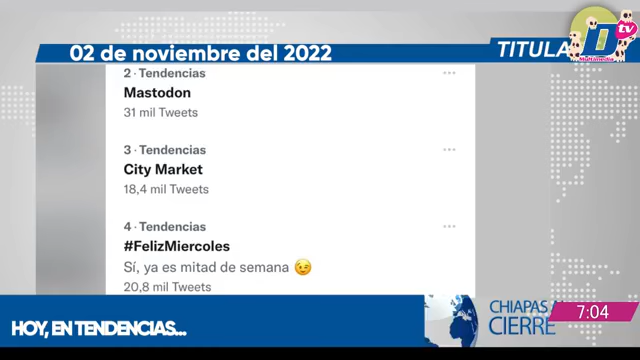 02 de noviembre del 2022
TITULA
D
tv
Multimedia
2 · Tendencias
Mastodon
31 mil Tweets
3 · Tendencias
City Market
18,4 mil Tweets
4 · Tendencias
#FelizMiercoles
Sí, ya es mitad de semana 😉
20,8 mil Tweets
HOY, EN TENDENCIAS...
CHIAPAS
CIERRE
7:04